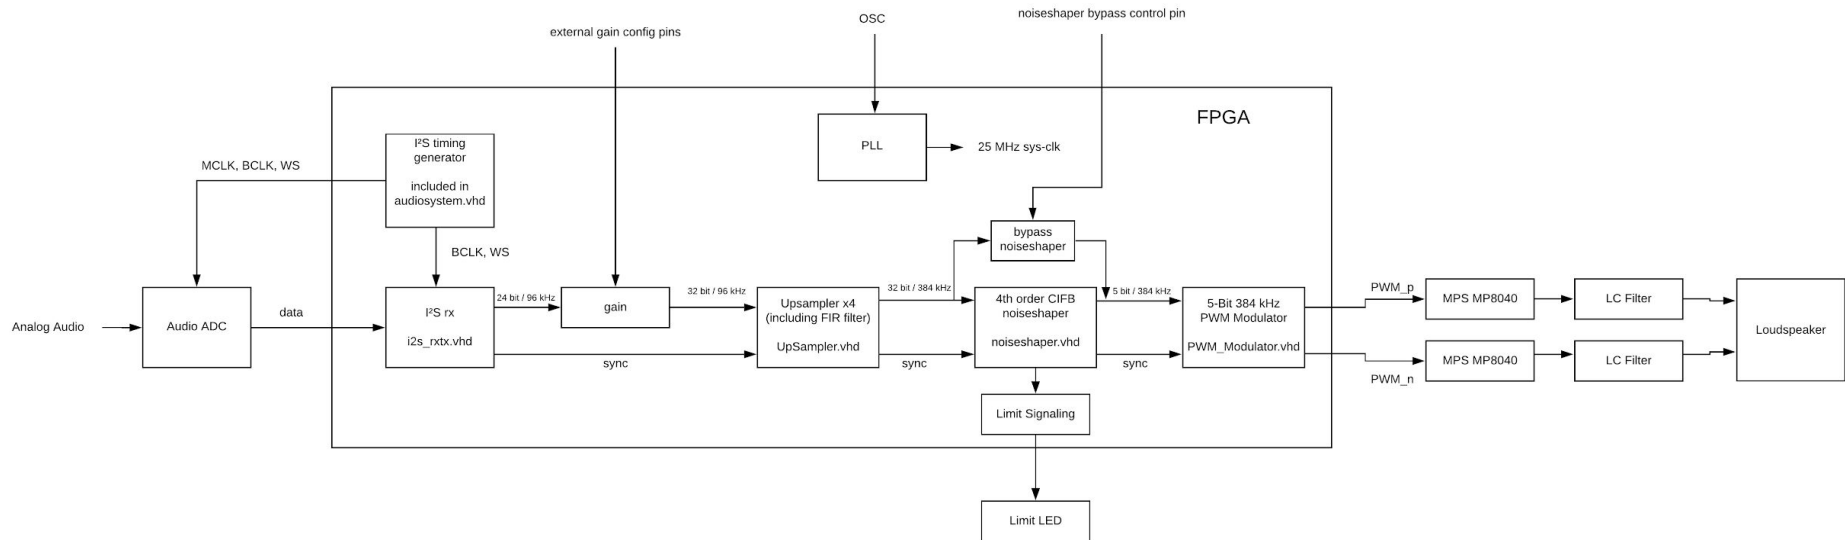 noiseshaper bypass control pin
OSC
external gain config pins
FPGA
I²S timing
generator
included in
audiosystem.vhd
PLL
25 MHz sys-clk
MCLK, BCLK, WS
bypass
noiseshaper
BCLK, WS
Analog Audio
Audio ADC
data
I²S rx
i2s_rxtx.vhd
24 bit / 96 kHz
sync
gain
32 bit / 96 kHz
Upsampler x4
(including FIR filter)
UpSampler.vhd
32 bit / 384 kHz
sync
4th order CIFB
noiseshaper
noiseshaper.vhd
5 bit / 384 kHz
sync
5-Bit 384 kHz
PWM Modulator
PWM_Modulator.vhd
PWM_p
MPS MP8040
LC Filter
PWM_n
MPS MP8040
LC Filter
Loudspeaker
Limit Signaling
Limit LED